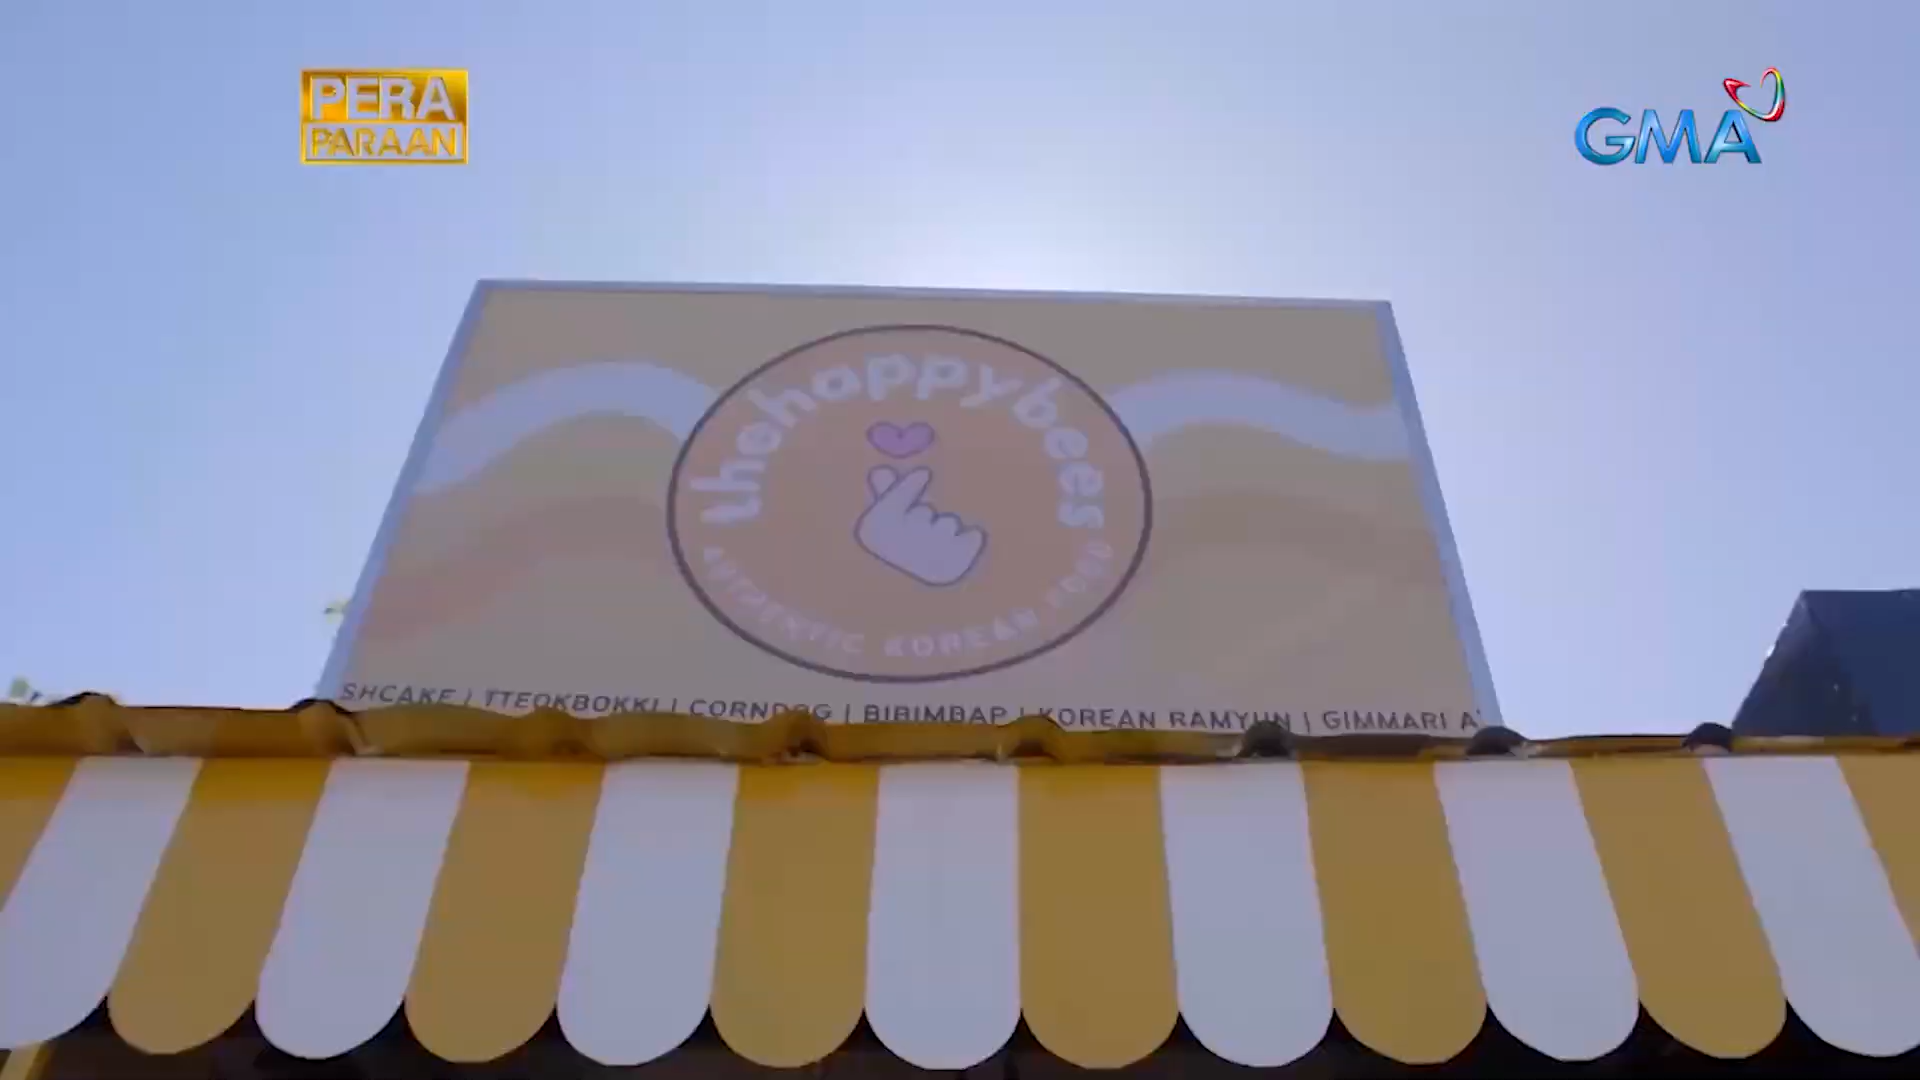 PERA
PARAAN
GMA
thehappybees
AUTHENTIC KOREAN FOOD
SHCAKE | TTEOKBOKKI | CORNDOG | BIBIMBAP | KOREAN RAMYUN | GIMMARI